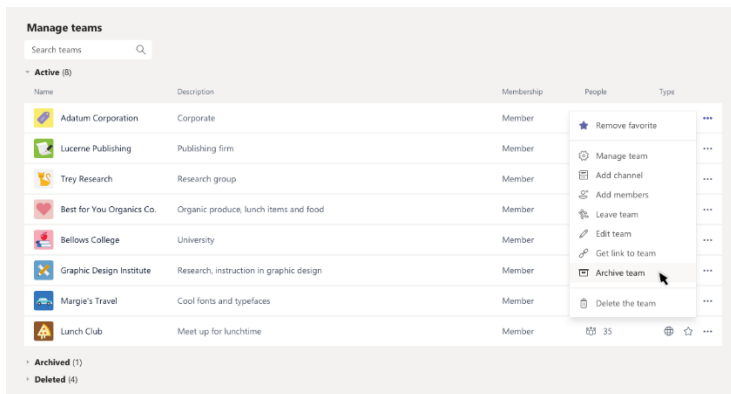 Manage teams
Search teams
Active (8)
Name Description Membership People Type
Adatum Corporation Corporate Member
Remove favorite
Lucerne Publishing Publishing firm Member
Manage team
Add channel
Trey Research Research group Member
Add members
Best for You Organics Co. Organic produce, lunch items and food Member
Leave team
Edit team
Bellows College University Member
Get link to team
Graphic Design Institute Research, instruction in graphic design Member
Archive team
Margie's Travel Cool fonts and typefaces Member
Delete the team
Lunch Club Meet up for lunchtime Member 35
Archived (1)
Deleted (4)